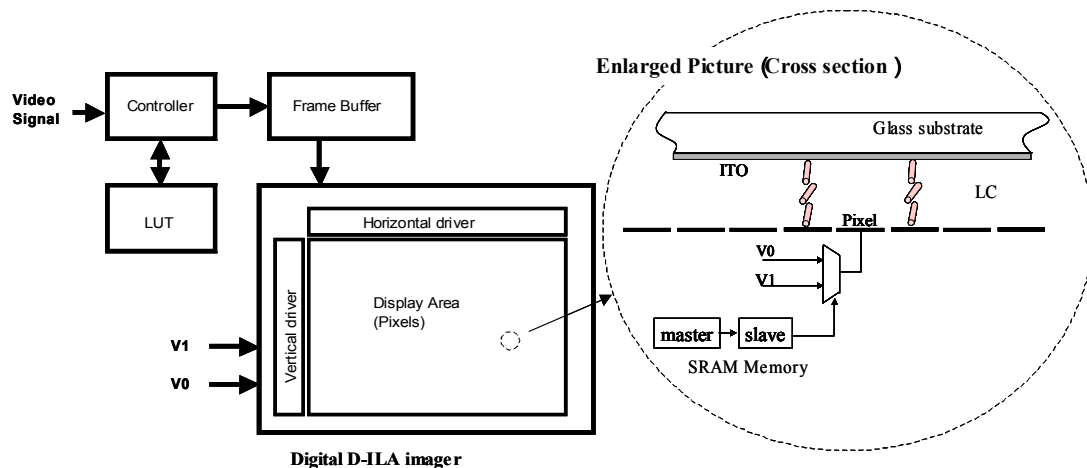 Video
Signal
Controller
Frame Buffer
LUT
Horizontal driver
Vertical driver
Display Area
(Pixels)
V1
V0
Digital D-ILA imager
Enlarged Picture (Cross section )
Glass substrate
ITO
LC
Pixel
V0
V1
master
slave
SRAM Memory